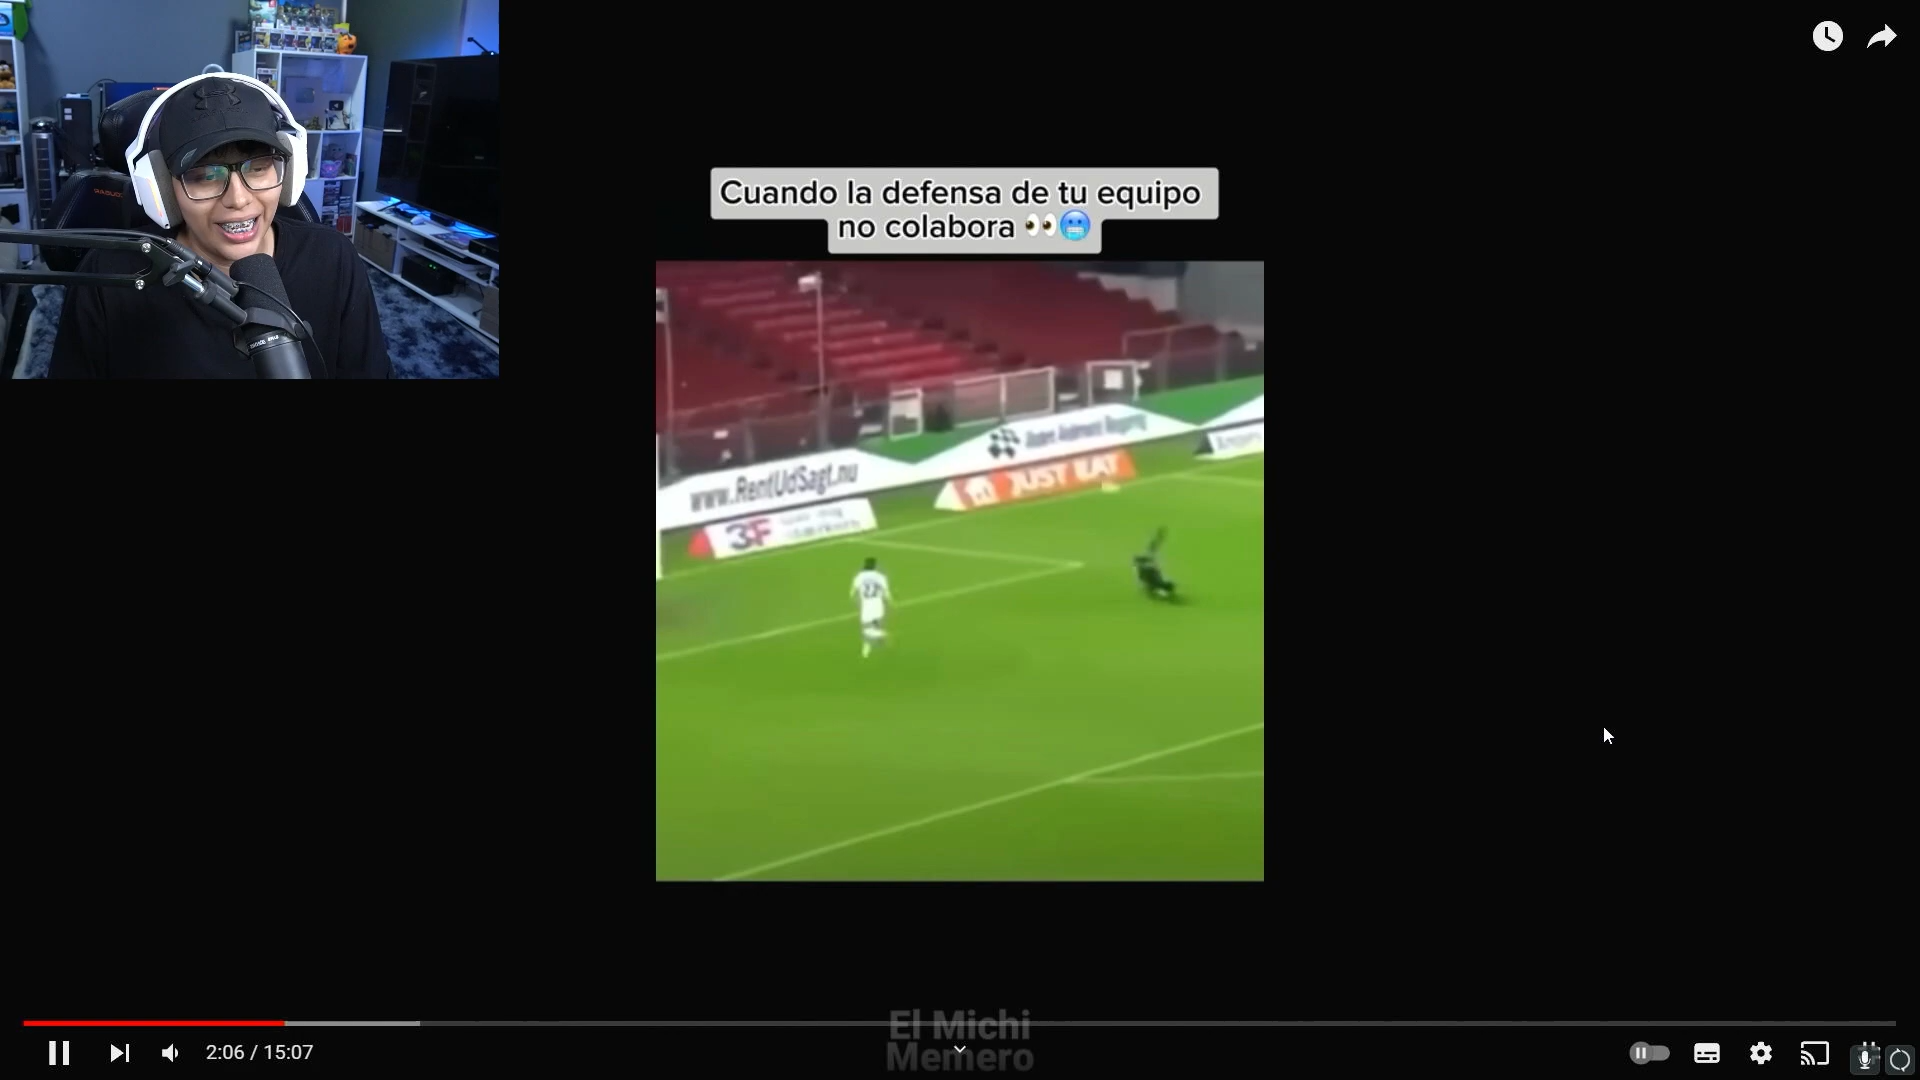 Cuando la defensa de tu equipo
no colabora 👀🥶
www.RentUdSagt.nu
JUST EAT
3F
22
El Michi
Memero
2:06 / 15:07